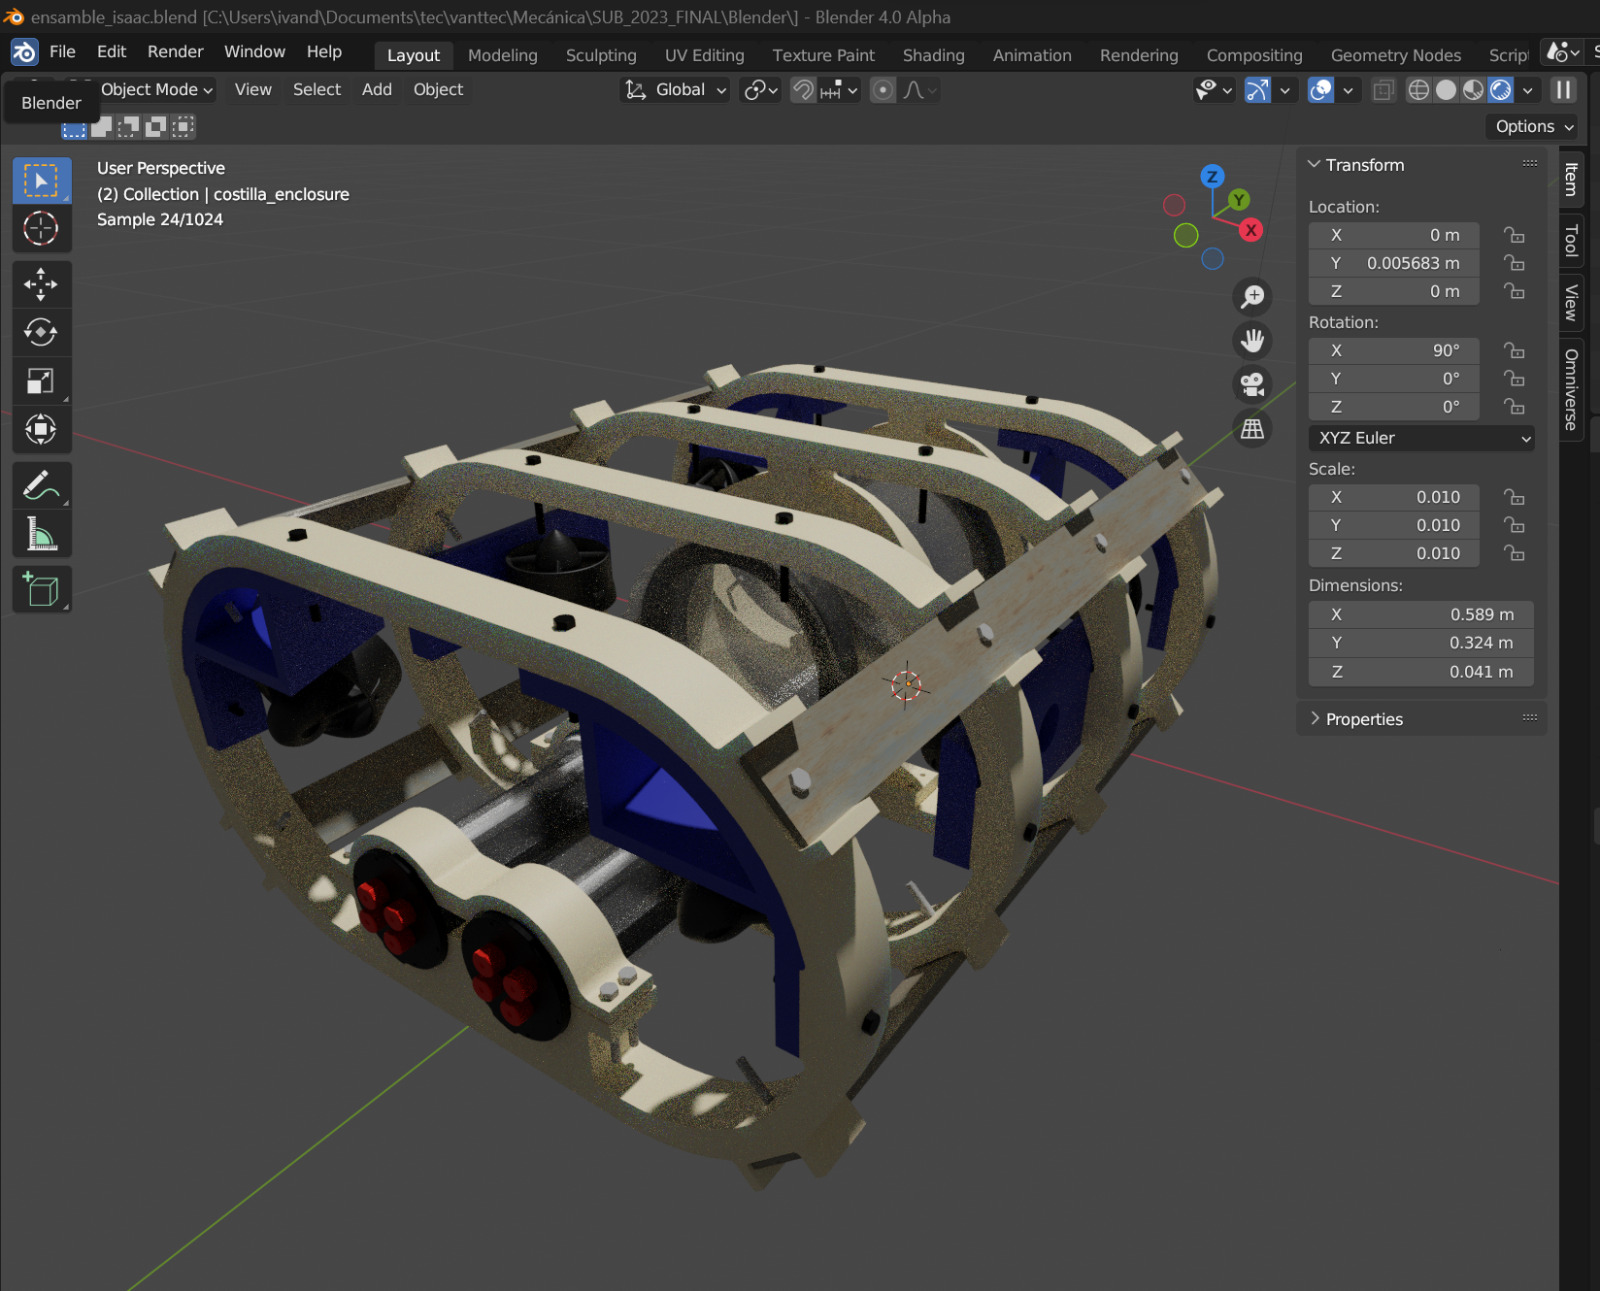 ensamble_isaac.blend [C:\Users\ivand\Documents\tec\vanttec\Mecánica\SUB_2023_FINAL\Blender\] - Blender 4.0 Alpha
File Edit Render Window Help Layout Modeling Sculpting UV Editing Texture Paint Shading Animation Rendering Compositing Geometry Nodes Scrip
Object Mode View Select Add Object Global
Blender
Options
User Perspective
(2) Collection | costilla_enclosure
Sample 24/1024
Z
Y
X
Transform
Location:
X 0 m
Y 0.005683 m
Z 0 m
Rotation:
X 90°
Y 0°
Z 0°
XYZ Euler
Scale:
X 0.010
Y 0.010
Z 0.010
Dimensions:
X 0.589 m
Y 0.324 m
Z 0.041 m
Properties
Item
Tool
View
Omniverse